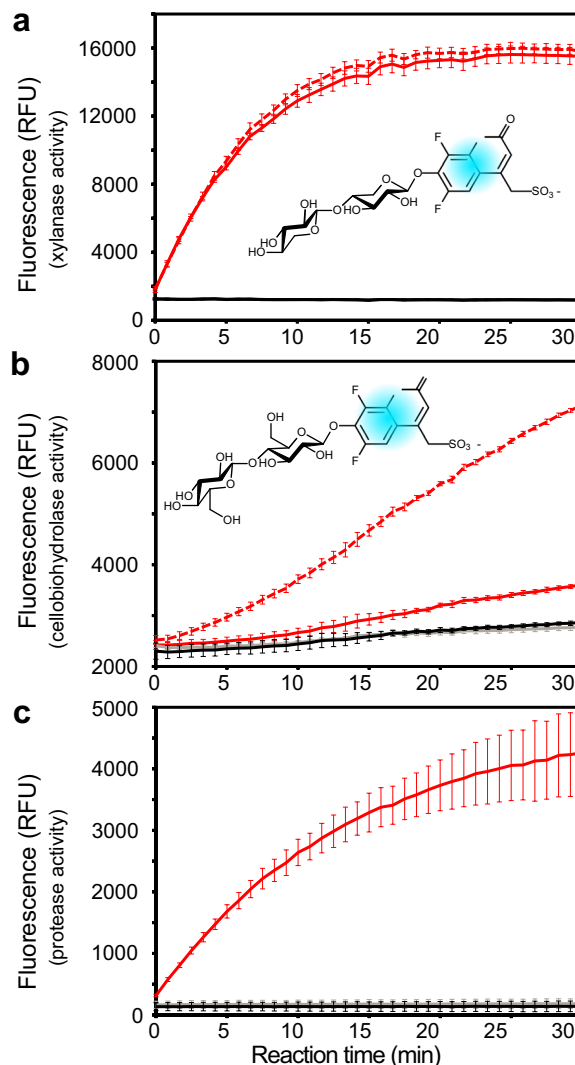 a
Fluorescence (RFU)
(xylanase activity)
16000
12000
8000
4000
0
F
O
O
F
SO₃ -
O
O
O
HO
OH
HO
HO
HO
O
0 5 10 15 20 25 30
b
Fluorescence (RFU)
(cellobiohydrolase activity)
8000
6000
4000
2000
F
HO
O
O
F
SO₃ -
O
HO
OH
HO
O
HO
HO
O
OH
0 5 10 15 20 25 30
c
Fluorescence (RFU)
(protease activity)
5000
4000
3000
2000
1000
0
0 5 10 15 20 25 30
Reaction time (min)